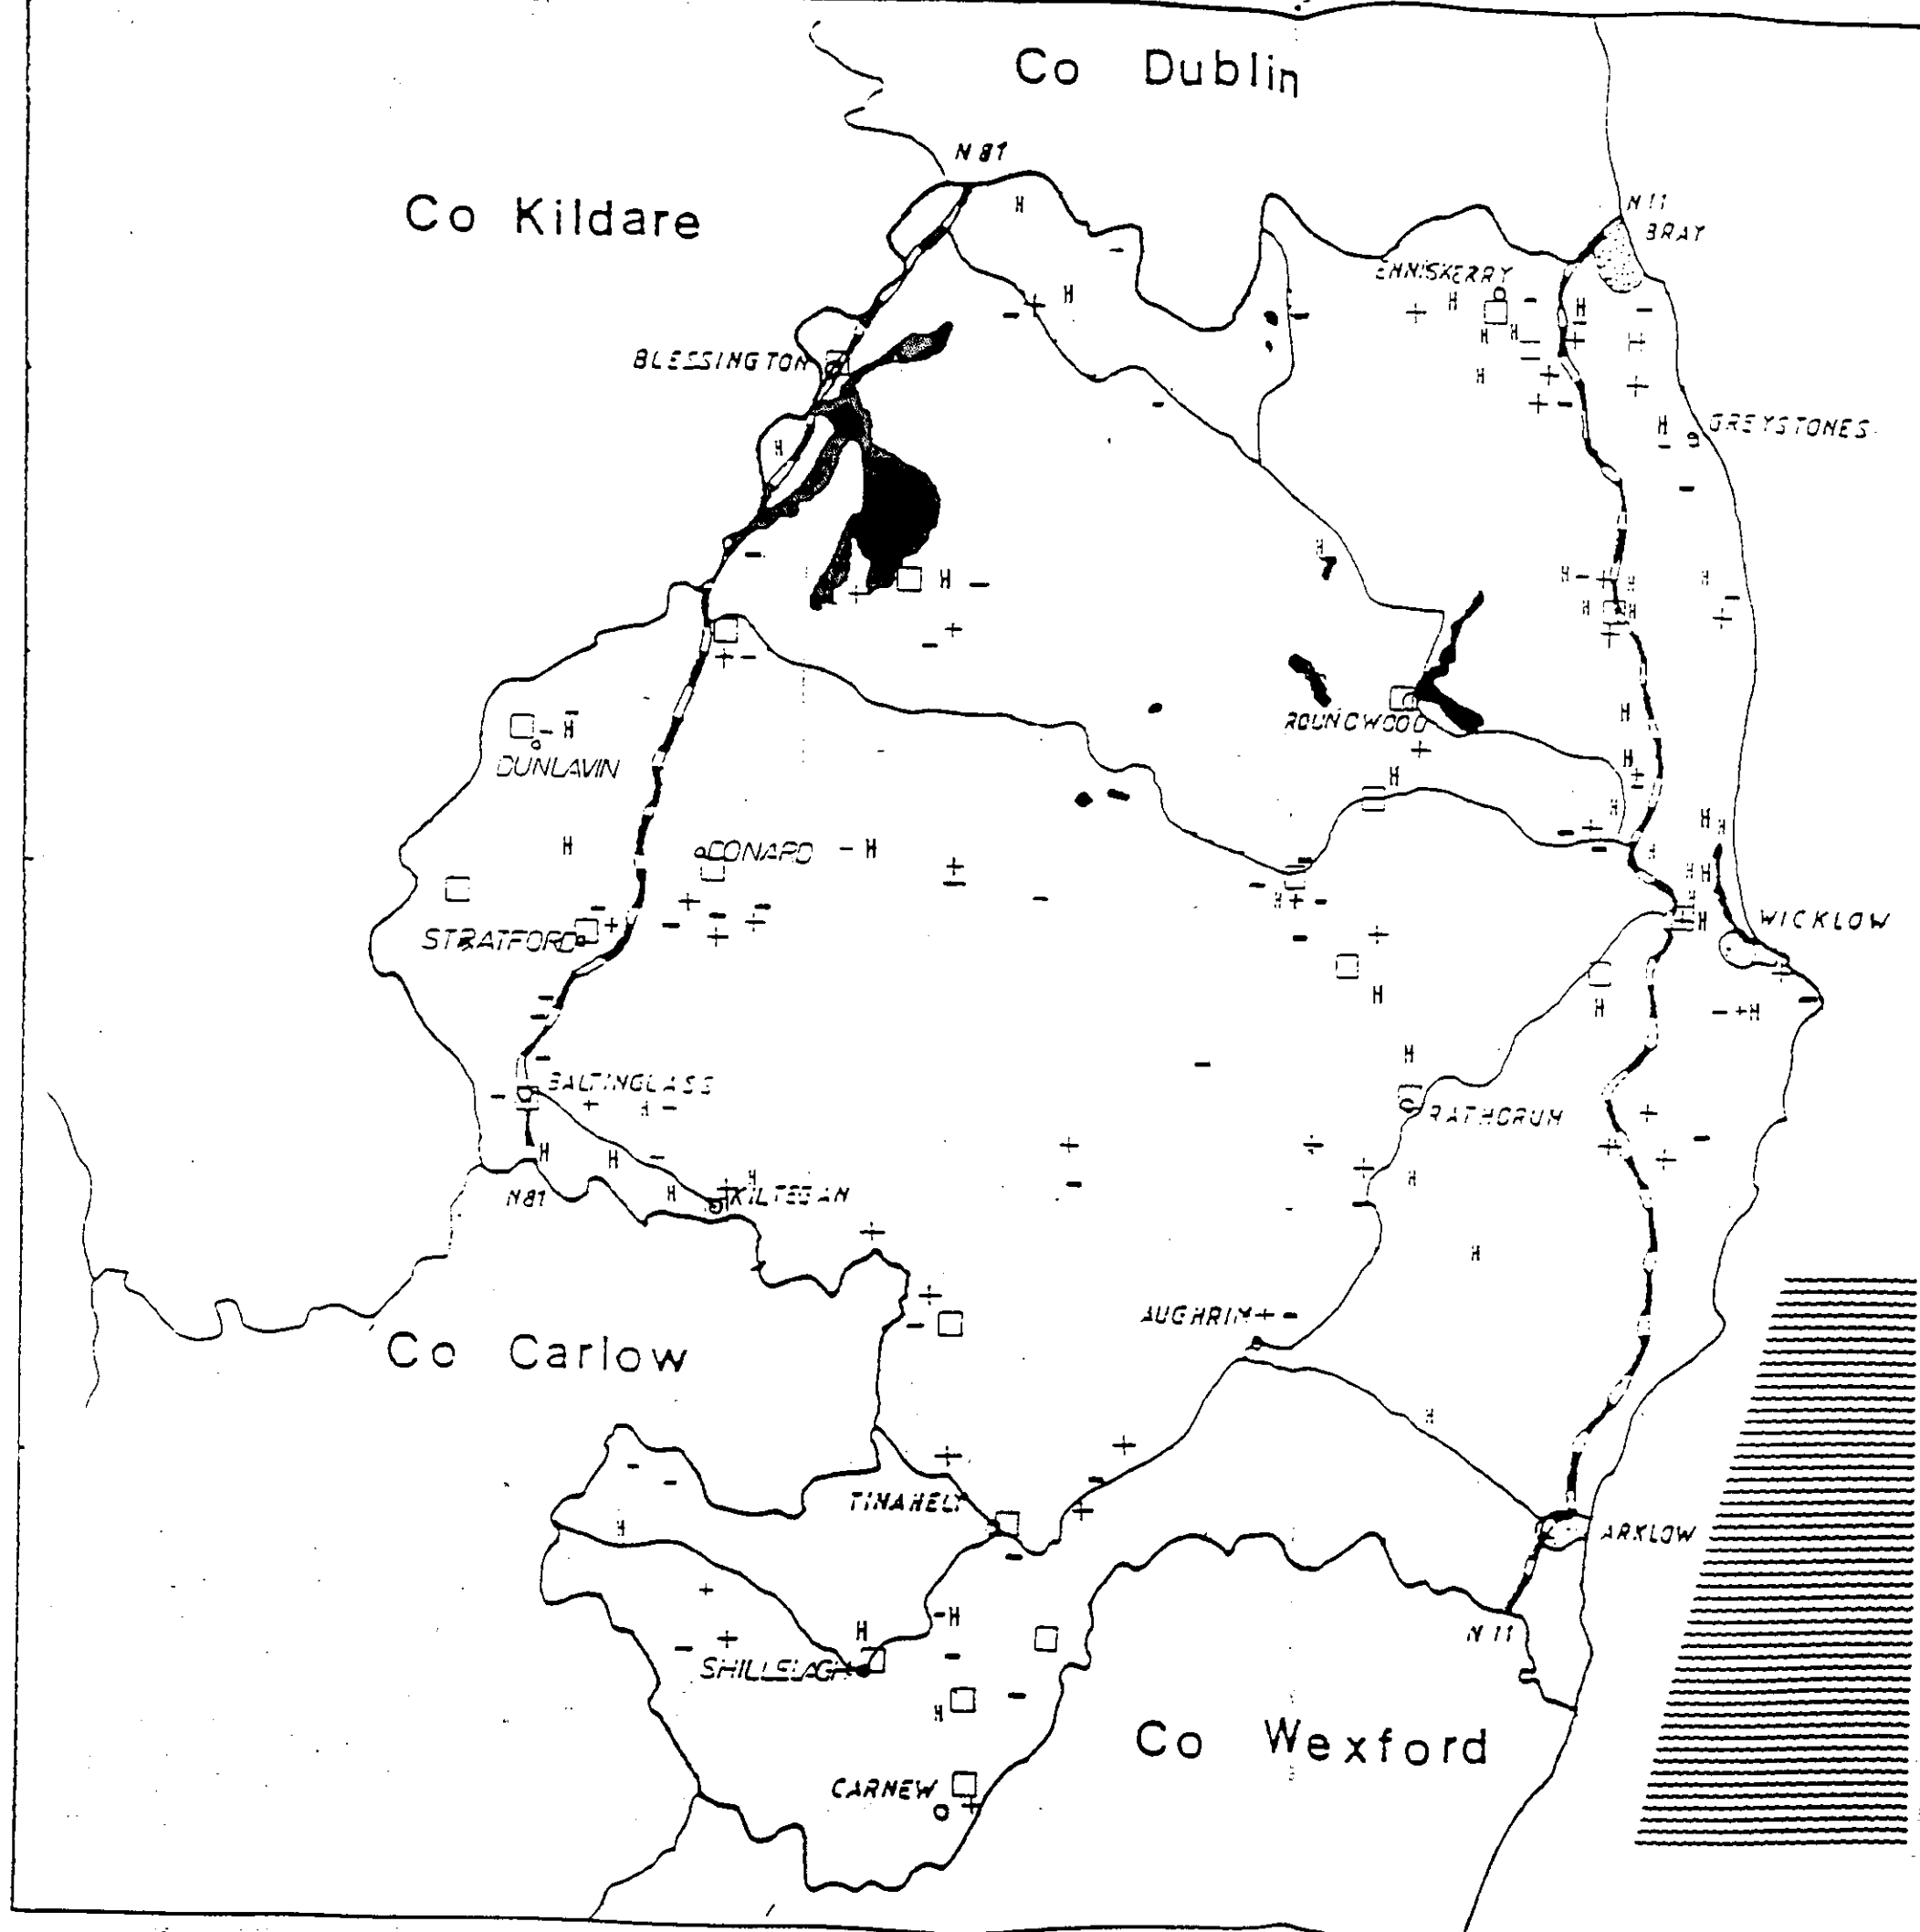 Co Dublin
N 81
Co Kildare
N 11
BRAY
ENNISKERRY
BLESSINGTON
GREYSTONES
ROUNDWOOD
DUNLAVIN
DONARD
STRATFORD
WICKLOW
BALTINGLASS
RATHDRUM
N81
KILTEGAN
AUGHRIM
Co Carlow
TINAHELY
ARKLOW
N 11
SHILLELAGH
Co Wexford
CARNEW